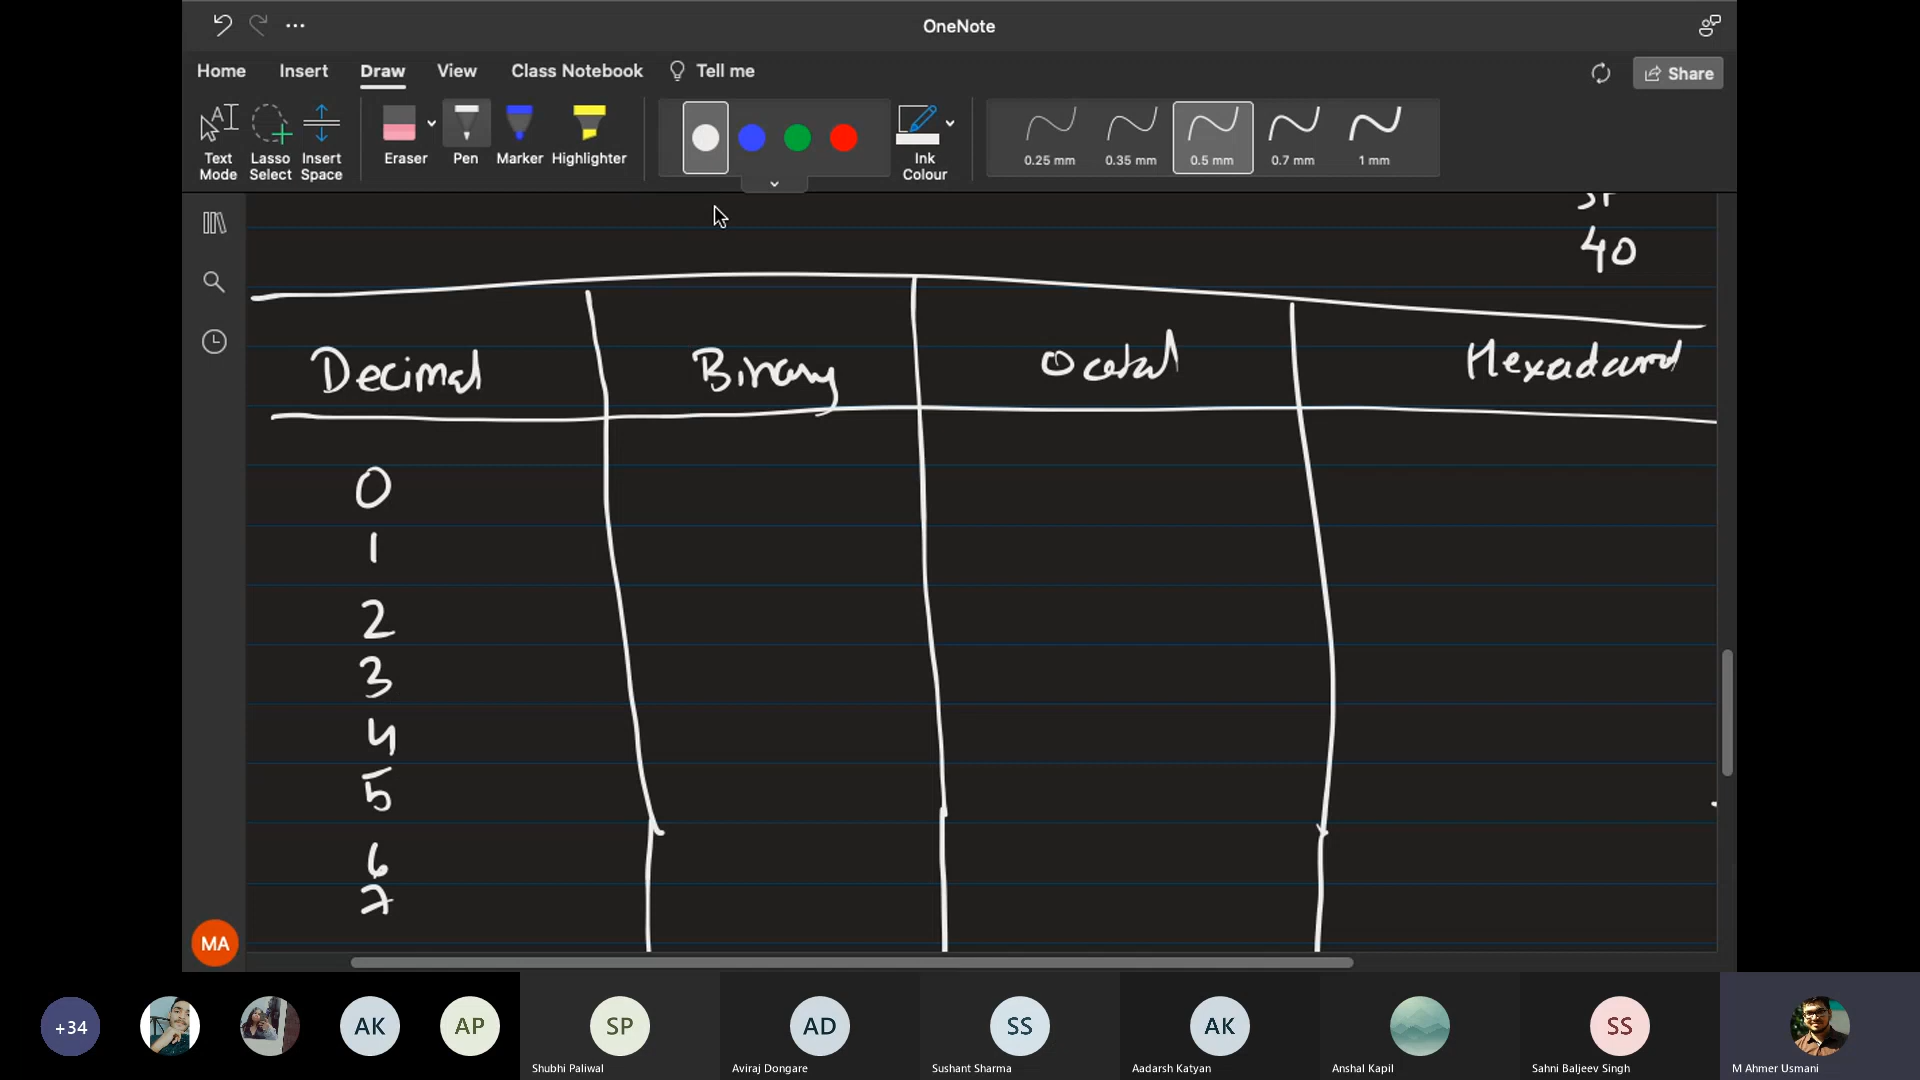 OneNote
Home Insert Draw View Class Notebook Tell me Share
Text Mode Lasso Select Insert Space Eraser Pen Marker Highlighter Ink Colour 0.25 mm 0.35 mm 0.5 mm 0.7 mm 1 mm
40
Decimal Binary Octal
0
1
2
3
4
5
6
7
MA
+34 AK AP SP AD SS AK SS
Shubhi Paliwal Aviraj Dongare Sushant Sharma Aadarsh Katyan Anshal Kapil Sahni Baljeev Singh M Ahmer Usmani